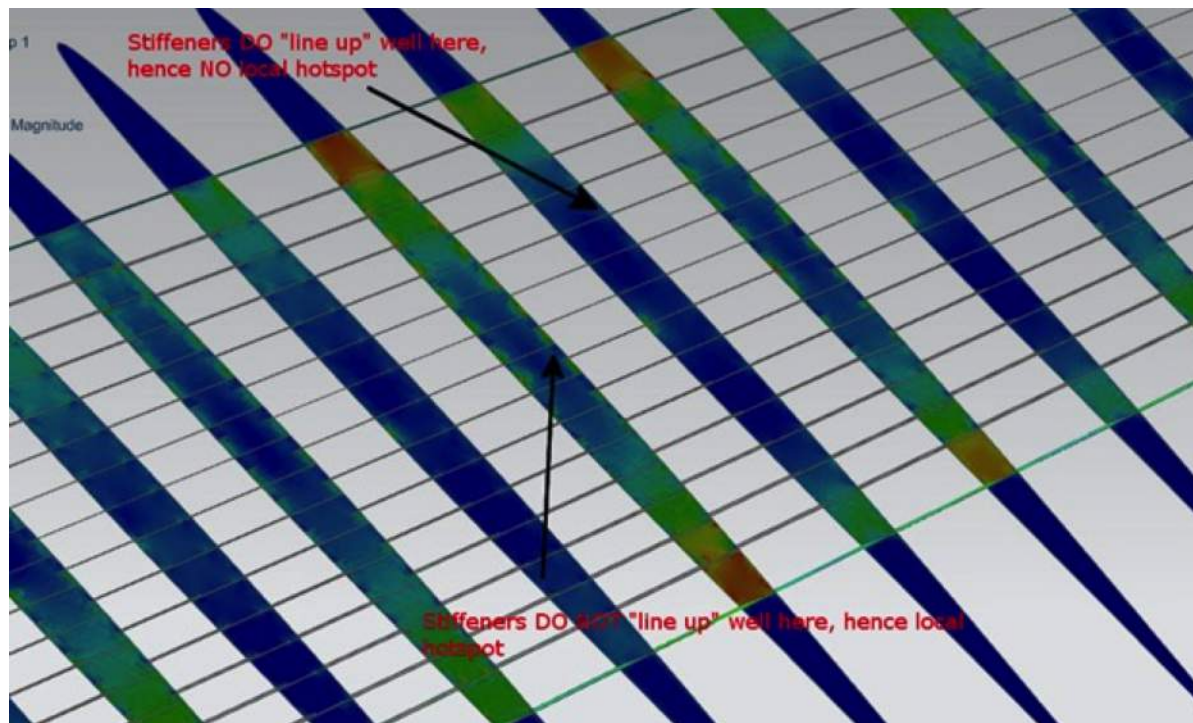 p 1
Stiffeners DO "line up" well here,
hence NO local hotspot
Magnitude
Stiffeners DO NOT "line up" well here, hence local
hotspot